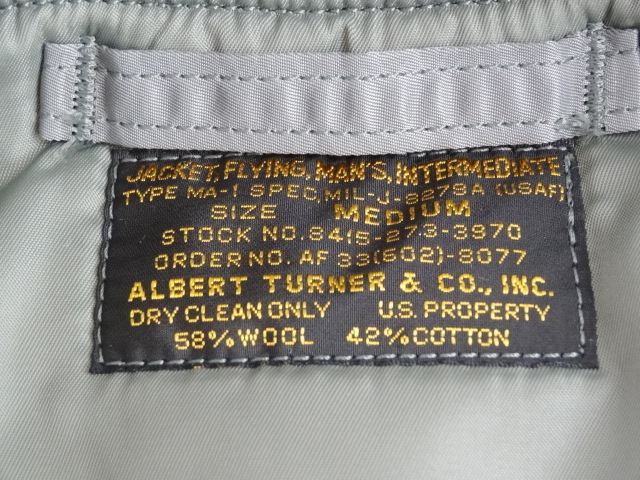 JACKET, FLYING, MAN'S, INTERMEDIATE
TYPE MA-1 SPEC, MIL-J-8279A (USAF)
SIZE MEDIUM
STOCK NO. 8415-273-3970
ORDER NO. AF 33(602)-8077
ALBERT TURNER & CO., INC.
DRY CLEAN ONLY U.S. PROPERTY
58% WOOL 42% COTTON